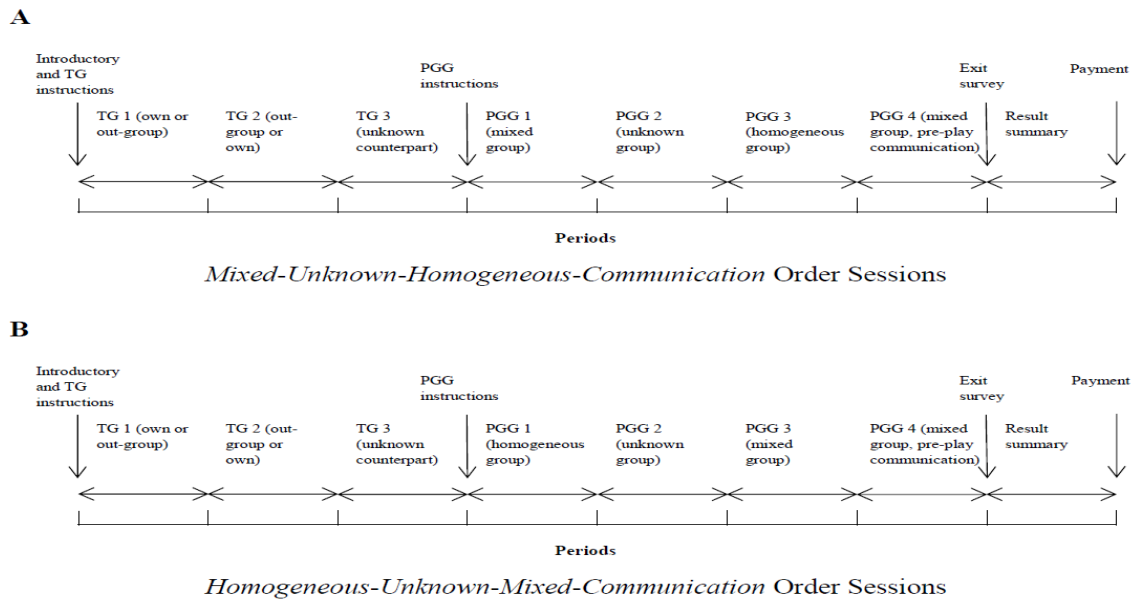 A
Introductory
and TG
instructions
PGG
instructions
Exit
survey
Payment
TG 1 (own or
out-group)
TG 2 (out-
group or
own)
TG 3
(unknown
counterpart)
PGG 1
(mixed
group)
PGG 2
(unknown
group)
PGG 3
(homogeneous
group)
PGG 4 (mixed
group, pre-play
communication)
Result
summary
Periods
Mixed-Unknown-Homogeneous-Communication Order Sessions
B
Introductory
and TG
instructions
PGG
instructions
Exit
survey
Payment
TG 1 (own or
out-group)
TG 2 (out-
group or
own)
TG 3
(unknown
counterpart)
PGG 1
(homogeneous
group)
PGG 2
(unknown
group)
PGG 3
(mixed
group)
PGG 4 (mixed
group, pre-play
communication)
Result
summary
Periods
Homogeneous-Unknown-Mixed-Communication Order Sessions